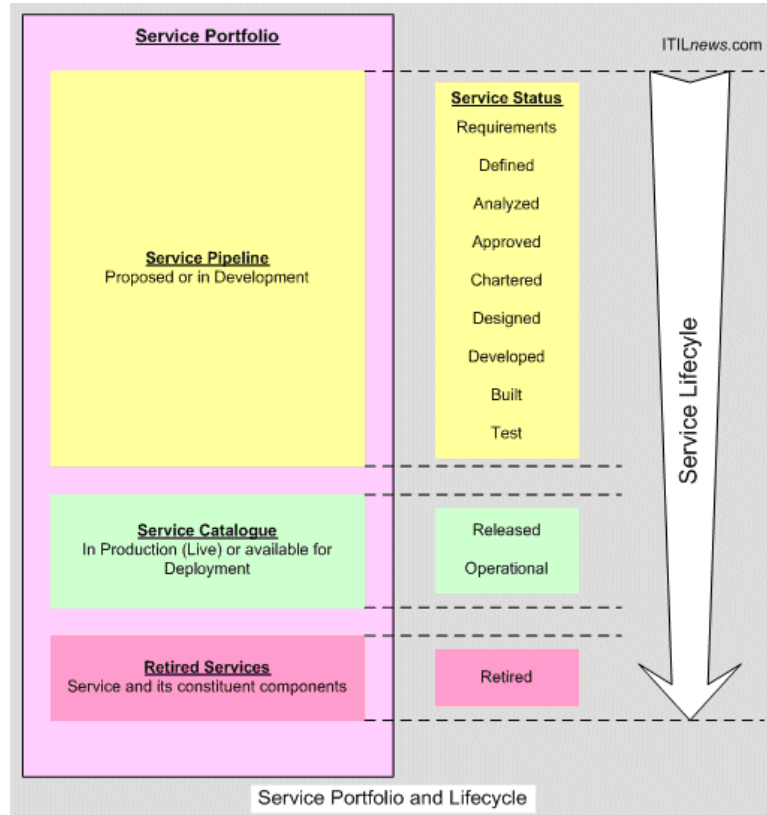 Service Portfolio
ITILnews.com
Service Pipeline
Proposed or in Development
Service Status
Requirements
Defined
Analyzed
Approved
Chartered
Designed
Developed
Built
Test
Service Catalogue
In Production (Live) or available for
Deployment
Released
Operational
Retired Services
Service and its constituent components
Retired
Service Lifecyle
Service Portfolio and Lifecycle